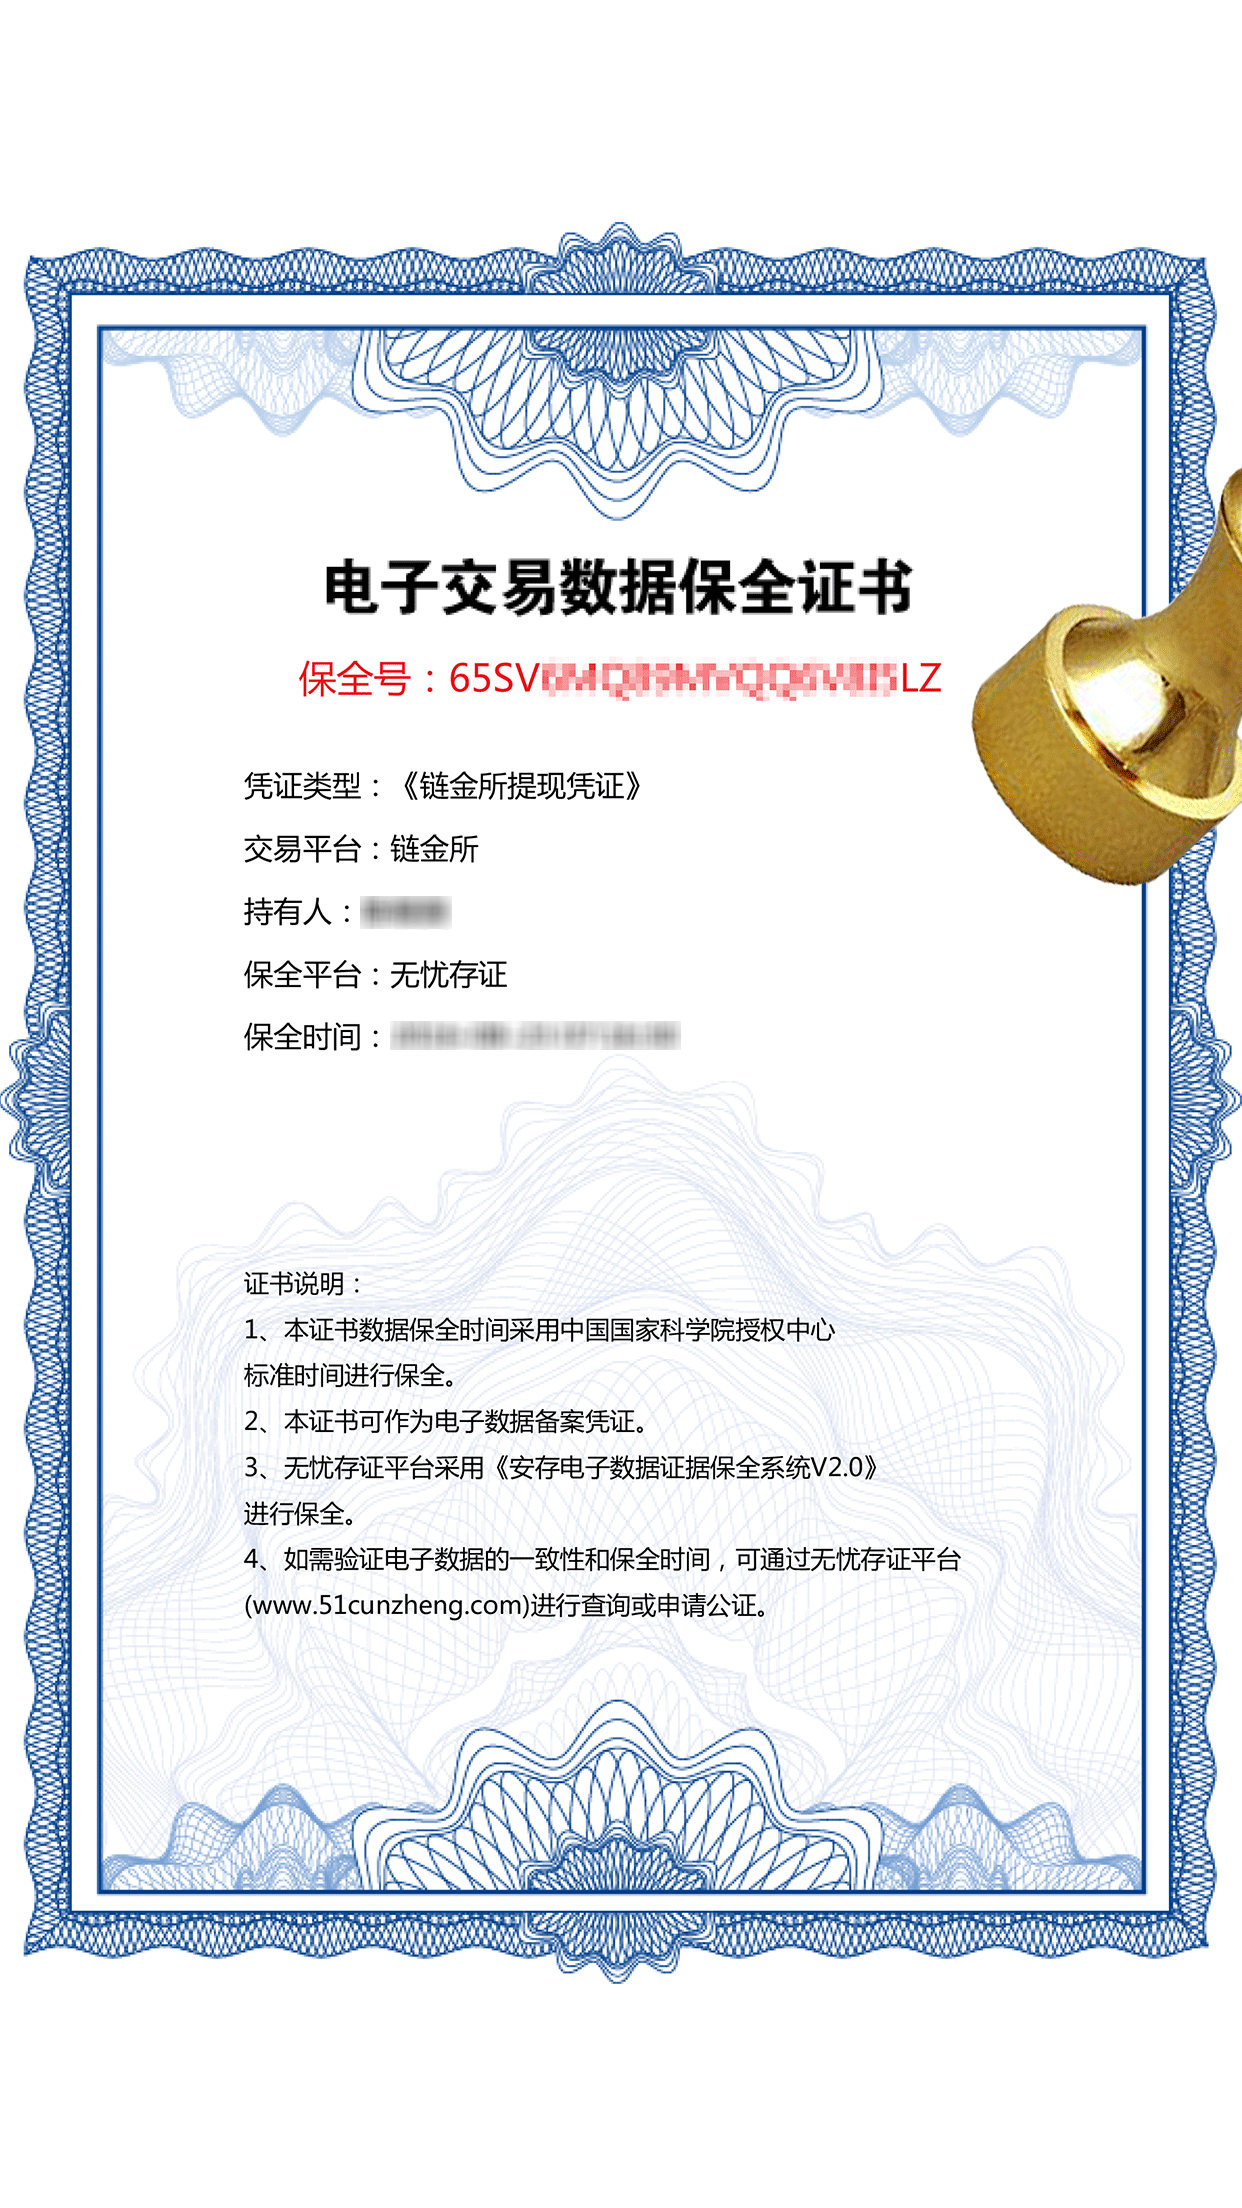 电子交易数据保全证书
保全号：65SV LZ
凭证类型：《链金所提现凭证》
交易平台：链金所
持有人：
保全平台：无忧存证
保全时间：
证书说明：
1、本证书数据保全时间采用中国国家科学院授权中心
标准时间进行保全。
2、本证书可作为电子数据备案凭证。
3、无忧存证平台采用《安存电子数据证据保全系统V2.0》
进行保全。
4、如需验证电子数据的一致性和保全时间，可通过无忧存证平台
(www.51cunzheng.com)进行查询或申请公证。